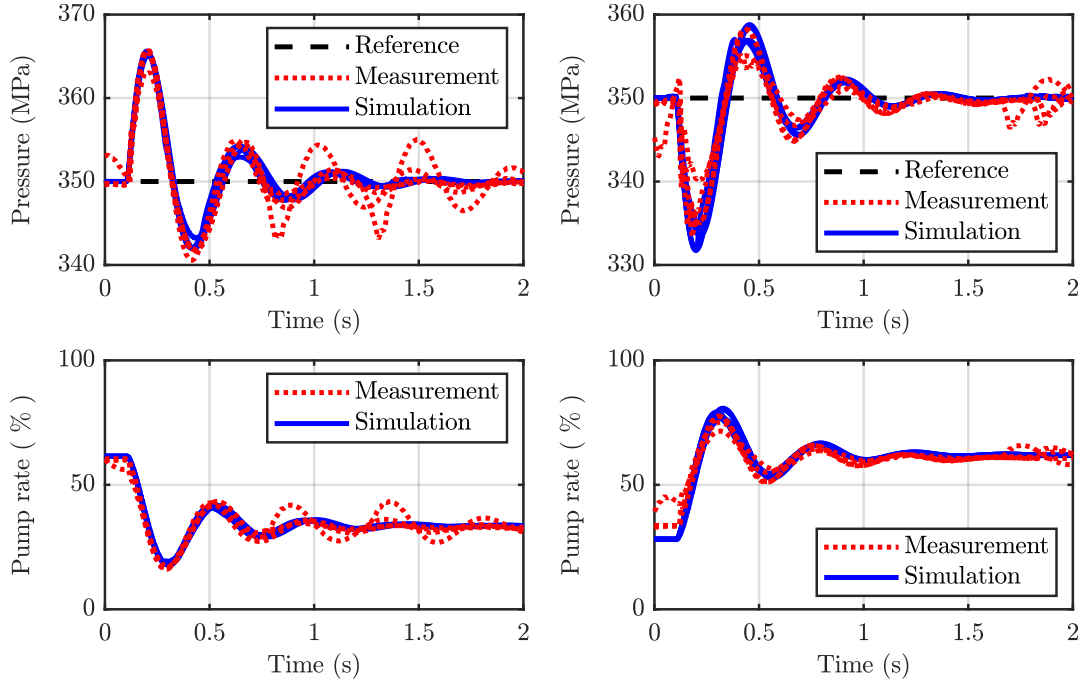 370
360
350
340
Pressure (MPa)
Reference
Measurement
Simulation
0
0.5
1
1.5
2
Time (s)
360
350
340
330
Pressure (MPa)
Reference
Measurement
Simulation
0
0.5
1
1.5
2
Time (s)
100
50
0
Pump rate ( % )
Measurement
Simulation
0
0.5
1
1.5
2
Time (s)
100
50
0
Pump rate ( % )
Measurement
Simulation
0
0.5
1
1.5
2
Time (s)